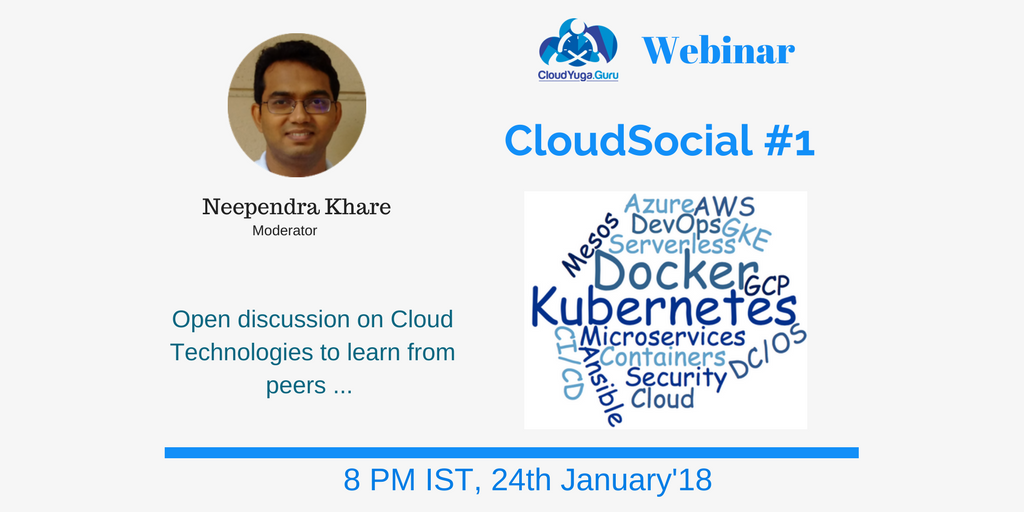 CloudYuga.Guru
Webinar
CloudSocial #1
Neependra Khare
Moderator
Open discussion on Cloud
Technologies to learn from
peers ...
Azure
AWS
Mesos
DevOps
GKE
Serverless
Docker
GCP
Kubernetes
Microservices
DC/OS
CI/CD
Containers
Ansible
Security
Cloud
8 PM IST, 24th January'18